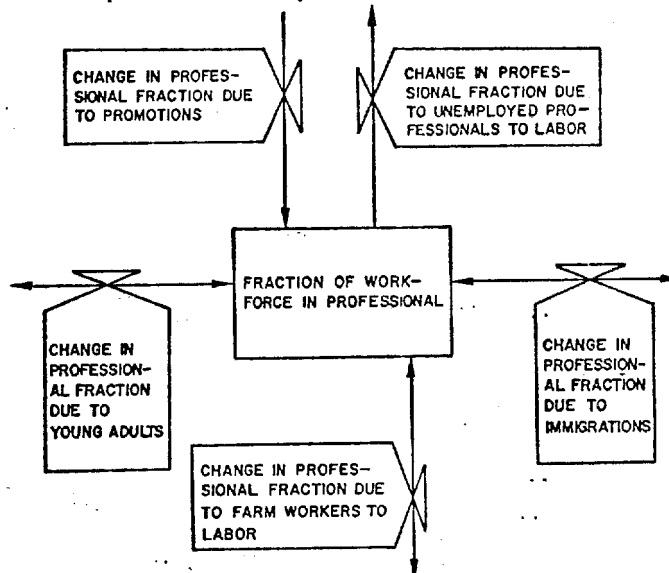 CHANGE IN PROFES-
SIONAL FRACTION DUE
TO PROMOTIONS
CHANGE IN PROFES-
SIONAL FRACTION DUE
TO UNEMPLOYED PRO-
FESSIONALS TO LABOR
FRACTION OF WORK-
FORCE IN PROFESSIONAL
CHANGE IN
PROFESSION-
AL FRACTION
DUE TO
YOUNG ADULTS
CHANGE IN
PROFESSION-
AL FRACTION
DUE TO
IMMIGRATIONS
CHANGE IN PROFES-
SIONAL FRACTION DUE
TO FARM WORKERS TO
LABOR